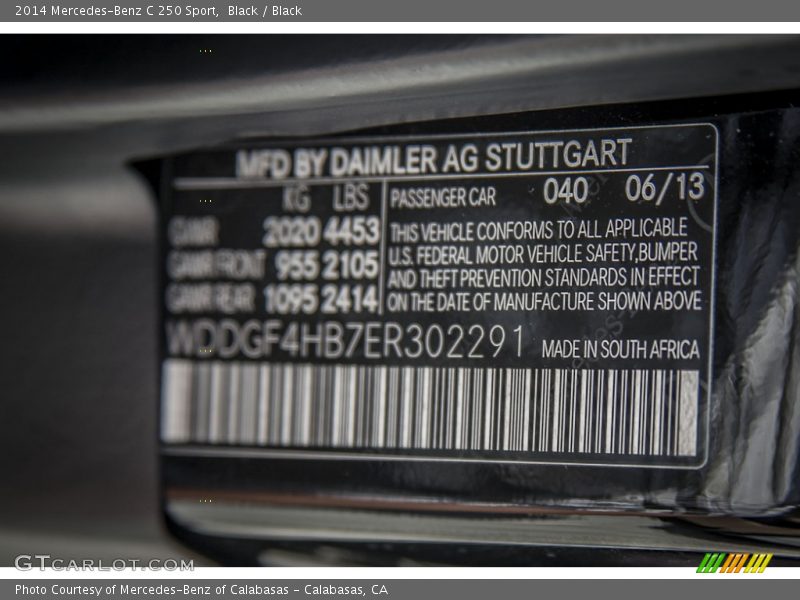 2014 Mercedes-Benz C 250 Sport, Black / Black
MFD BY DAIMLER AG STUTTGART
KG LBS
GVWR 2020 4453
GAWR FRONT 955 2105
GAWR REAR 1095 2414
PASSENGER CAR 040 06/13
THIS VEHICLE CONFORMS TO ALL APPLICABLE
U.S. FEDERAL MOTOR VEHICLE SAFETY,BUMPER
AND THEFT PREVENTION STANDARDS IN EFFECT
ON THE DATE OF MANUFACTURE SHOWN ABOVE
WDDGF4HB7ER302291 MADE IN SOUTH AFRICA
GTCARLOT.COM
Photo Courtesy of Mercedes-Benz of Calabasas - Calabasas, CA